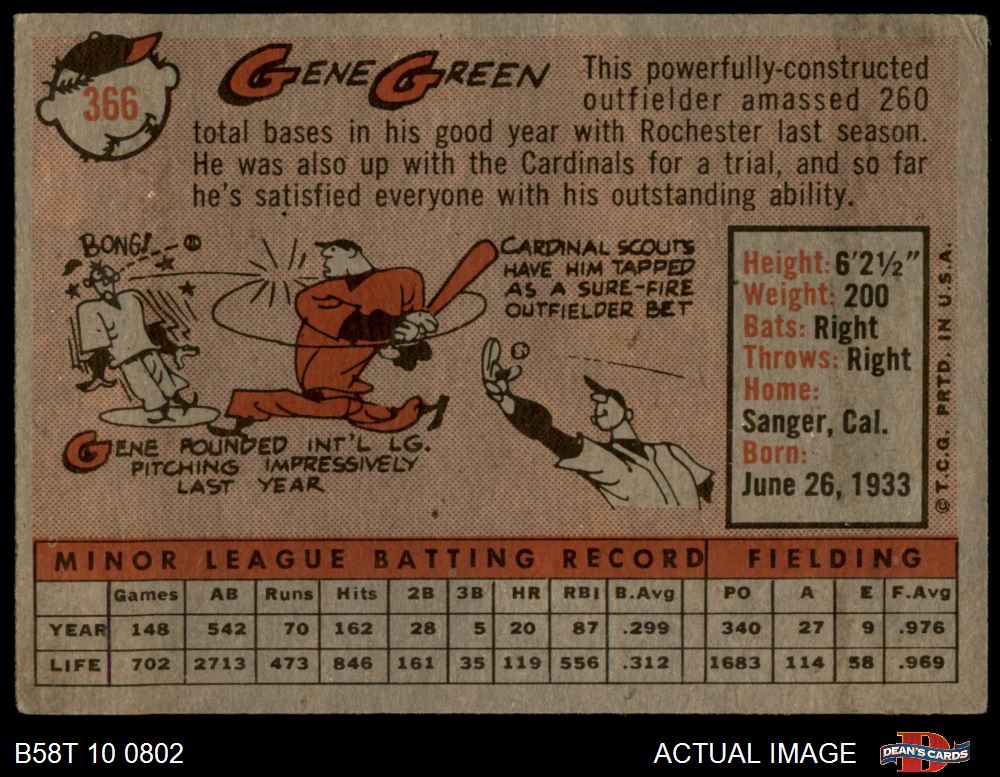 366
GENE GREEN
This powerfully-constructed
outfielder amassed 260
total bases in his good year with Rochester last season.
He was also up with the Cardinals for a trial, and so far
he's satisfied everyone with his outstanding ability.
BONG!
CARDINAL SCOUTS
HAVE HIM TAPPED
AS A SURE-FIRE
OUTFIELDER BET
GENE POUNDED INT'L LG.
PITCHING IMPRESSIVELY
LAST YEAR
Height: 6'2½"
Weight: 200
Bats: Right
Throws: Right
Home:
Sanger, Cal.
Born:
June 26, 1933
© T.C.G. PRTD. IN U.S.A.
MINOR LEAGUE BATTING RECORD FIELDING
Games AB Runs Hits 2B 3B HR RBI B.Avg PO A E F.Avg
YEAR 148 542 70 162 28 5 20 87 .299 340 27 9 .976
LIFE 702 2713 473 846 161 35 119 556 .312 1683 114 58 .969
B58T 10 0802
ACTUAL IMAGE
DEAN'S CARDS